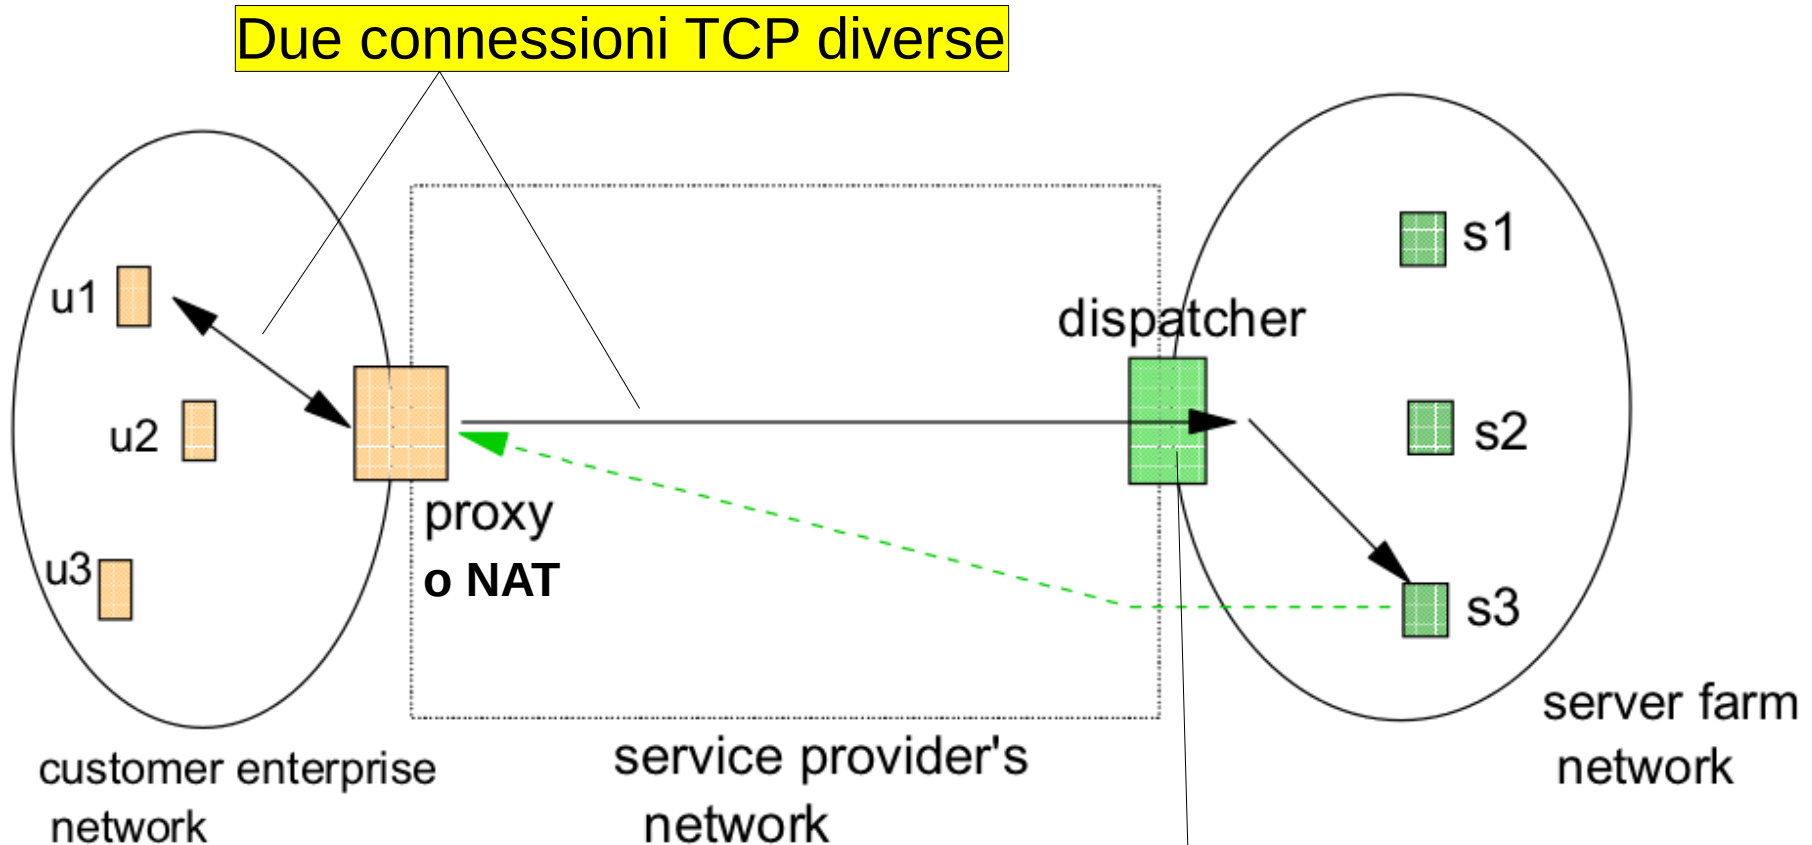 Due connessioni TCP diverse
u1
u2
u3
proxy
o NAT
dispatcher
s1
s2
s3
customer enterprise
network
service provider's
network
server farm
network